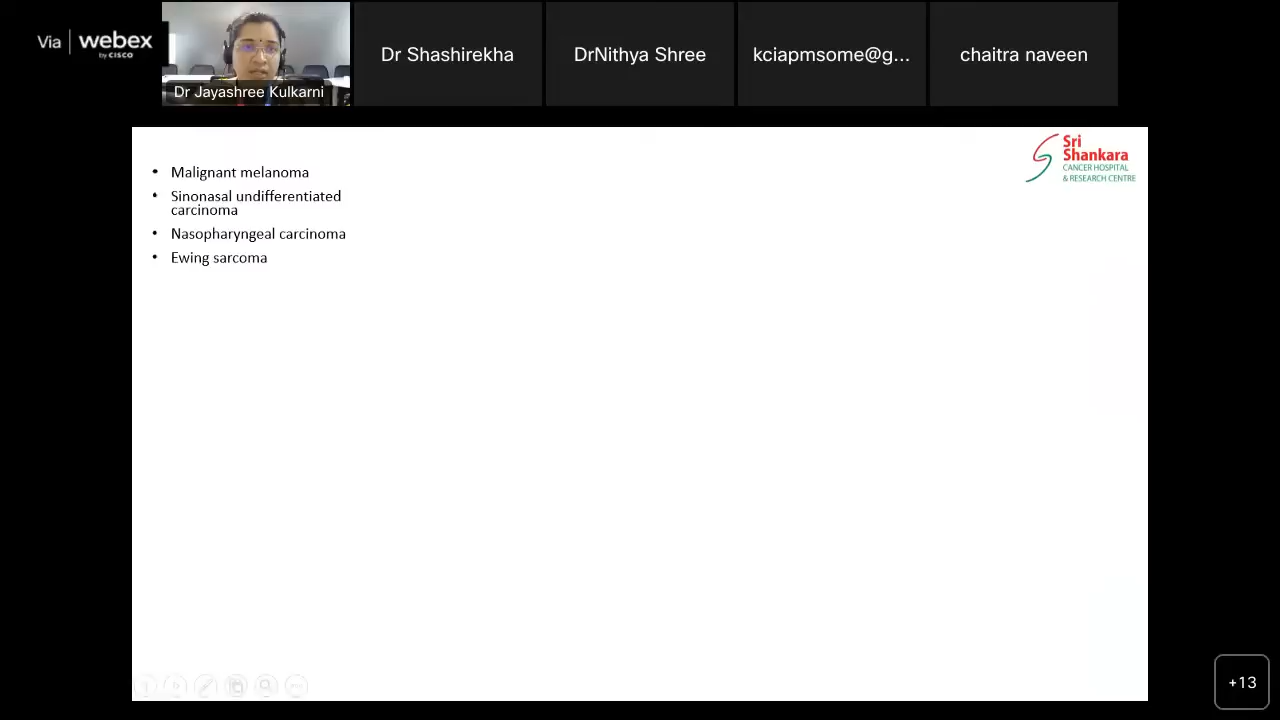 Via webex
by CISCO
Dr Jayashree Kulkarni
Dr Shashirekha
DrNithya Shree
kciapmsome@g...
chaitra naveen
Sri
Shankara
CANCER HOSPITAL
& RESEARCH CENTRE
• Malignant melanoma
• Sinonasal undifferentiated
carcinoma
• Nasopharyngeal carcinoma
• Ewing sarcoma
+13